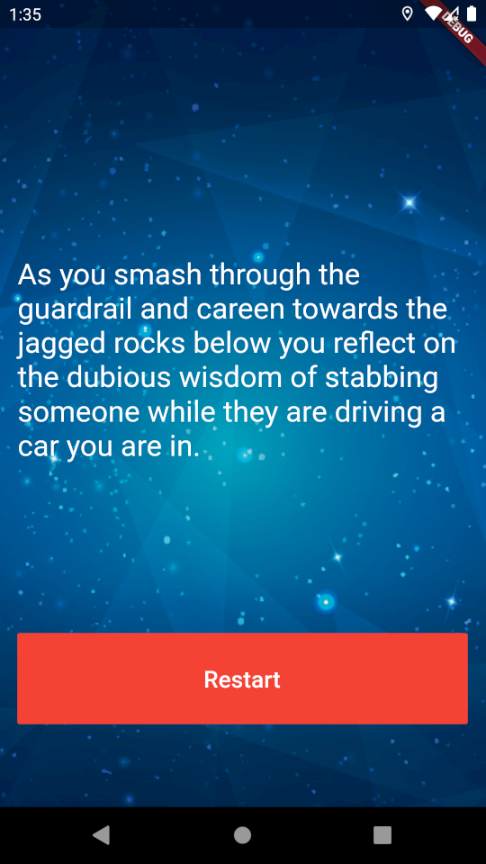 1:35
DEBUG
As you smash through the
guardrail and careen towards the
jagged rocks below you reflect on
the dubious wisdom of stabbing
someone while they are driving a
car you are in.
Restart